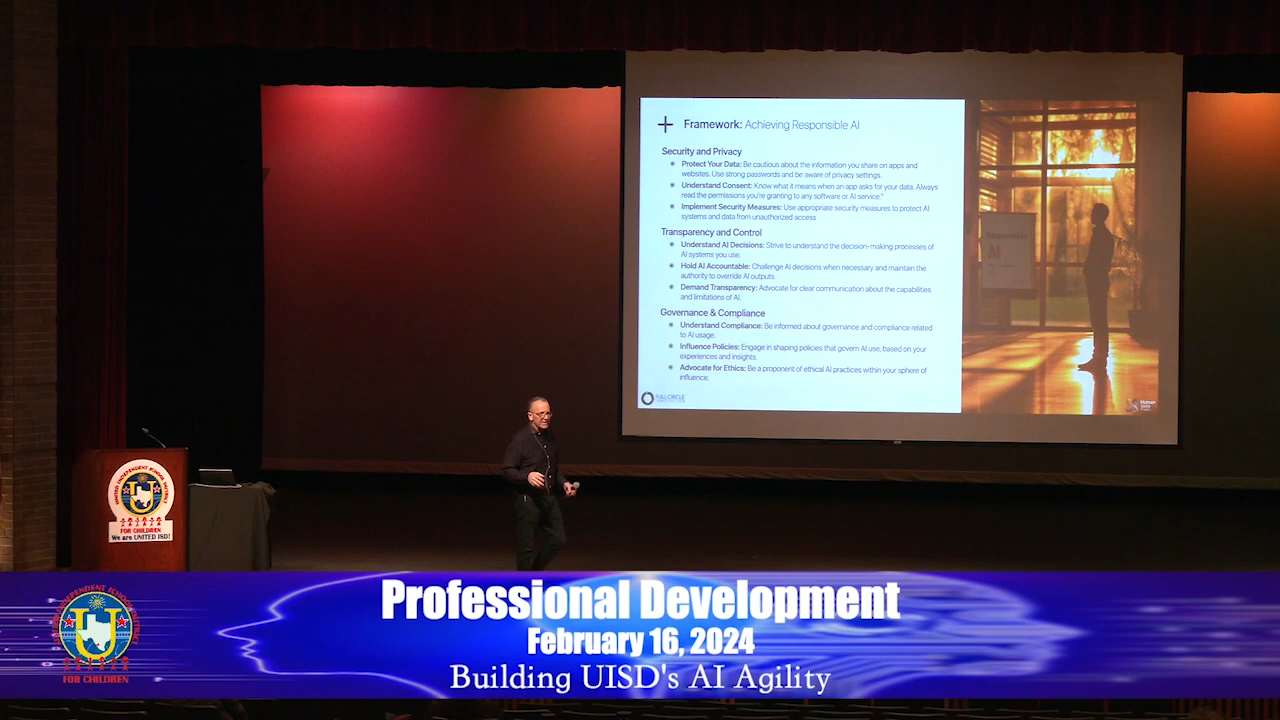 Framework: Achieving Responsible AI
Security and Privacy
Protect Your Data: Be cautious about the information you share on apps and
websites. Use strong passwords and be aware of privacy settings.
Understand Consent: Know what it means when an app asks for your data. Always
read the permissions you're granting to any software or AI service."
Implement Security Measures: Use appropriate security measures to protect AI
systems and data from unauthorized access
Transparency and Control
Understand AI Decisions: Strive to understand the decision-making processes of
AI systems you use.
Hold AI Accountable: Challenge AI decisions when necessary and maintain the
authority to override AI outputs.
Demand Transparency: Advocate for clear communication about the capabilities
and limitations of AI.
Governance & Compliance
Understand Compliance: Be informed about governance and compliance related
to AI usage.
Influence Policies: Engage in shaping policies that govern AI use, based on your
experiences and insights.
Advocate for Ethics: Be a proponent of ethical AI practices within your sphere of
influence.
FULL CIRCLE
Responsible
AI
Human
UNITED INDEPENDENT SCHOOL DISTRICT
U
FOR CHILDREN
We are UNITED ISD!
INDEPENDENT SCHOOL
U
FOR CHILDREN
Professional Development
February 16, 2024
Building UISD's AI Agility